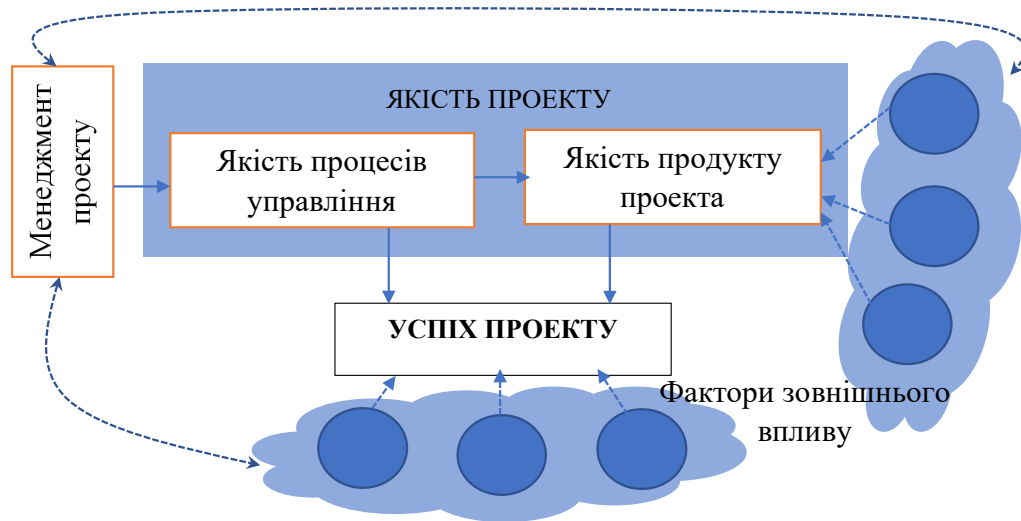 Менеджмент
проекту
ЯКІСТЬ ПРОЕКТУ
Якість процесів
управління
Якість продукту
проекта
УСПІХ ПРОЕКТУ
Фактори зовнішнього
впливу